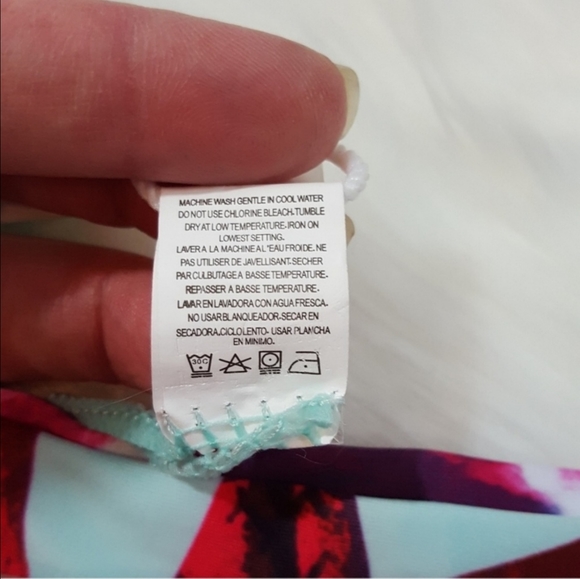 MACHINE WASH GENTLE IN COOL WATER
DO NOT USE CHLORINE BLEACH-TUMBLE
DRY AT LOW TEMPERATURE-IRON ON
LOWEST SETTING.
LAVER A LA MACHINE AL "EAU FROIDE. NE
PAS UTILISER DE JAVELLISANT-SECHER
PAR CULBUTAGE A BASSE TEMPERATURE.
REPASSER A BASSE TEMPERATURE-
LAVAR EN LAVADORA CON AGUA FRESCA.
NO USAR BLANQUEADOR-SECAR EN
SECADORA,CICLO LENTO- USAR PLANCHA
EN MINIMO.
30C